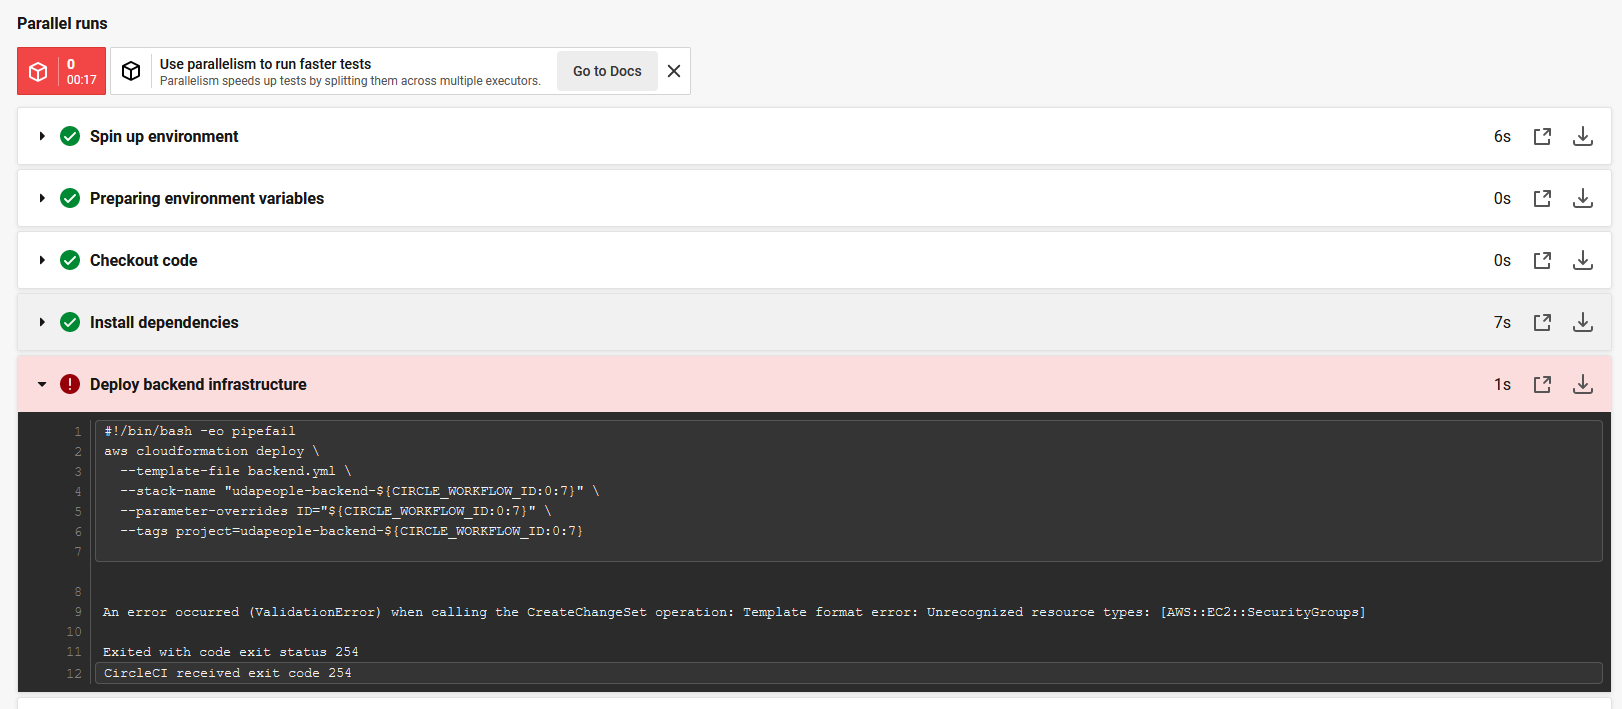 Parallel runs
0
00:17
Use parallelism to run faster tests
Parallelism speeds up tests by splitting them across multiple executors.
Go to Docs
Spin up environment
6s
Preparing environment variables
0s
Checkout code
0s
Install dependencies
7s
Deploy backend infrastructure
1s
1 #!/bin/bash -eo pipefail
2 aws cloudformation deploy \
3   --template-file backend.yml \
4   --stack-name "udapeople-backend-${CIRCLE_WORKFLOW_ID:0:7}" \
5   --parameter-overrides ID="${CIRCLE_WORKFLOW_ID:0:7}" \
6   --tags project=udapeople-backend-${CIRCLE_WORKFLOW_ID:0:7}
7
8
9 An error occurred (ValidationError) when calling the CreateChangeSet operation: Template format error: Unrecognized resource types: [AWS::EC2::SecurityGroups]
10
11 Exited with code exit status 254
12 CircleCI received exit code 254